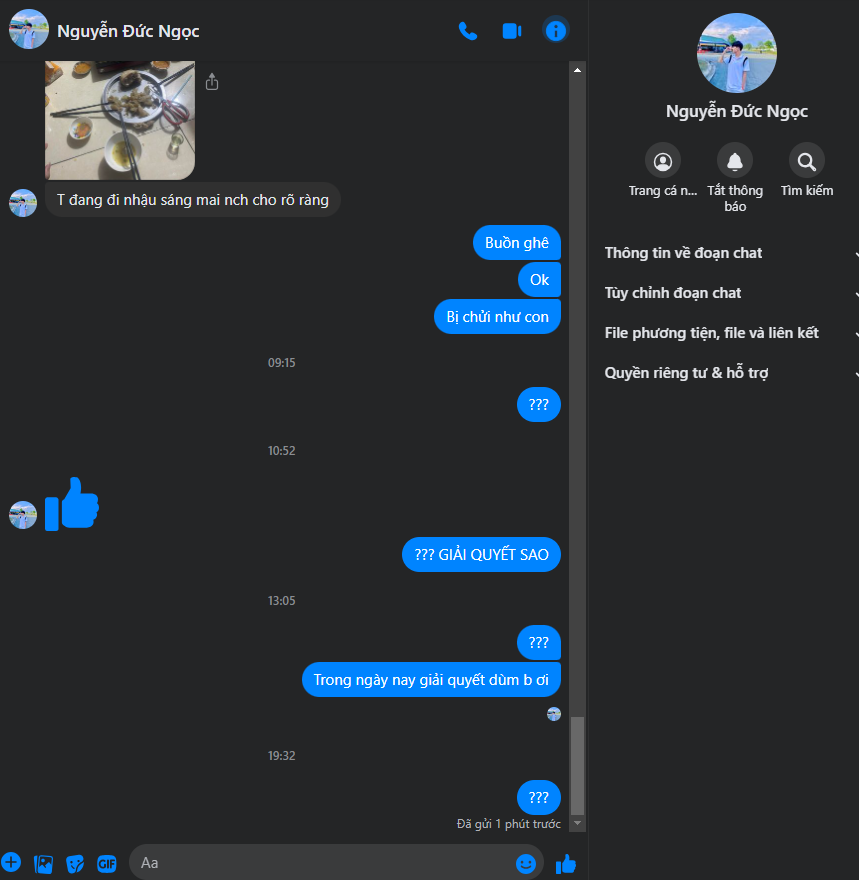 Nguyễn Đức Ngọc
T đang đi nhậu sáng mai nch cho rõ ràng
Buồn ghê
Ok
Bị chửi như con
09:15
???
10:52
??? GIẢI QUYẾT SAO
13:05
???
Trong ngày nay giải quyết dùm b ơi
19:32
???
Đã gửi 1 phút trước
GIF
Aa
Nguyễn Đức Ngọc
Trang cá n...
Tắt thông
báo
Tìm kiếm
Thông tin về đoạn chat
Tùy chỉnh đoạn chat
File phương tiện, file và liên kết
Quyền riêng tư & hỗ trợ